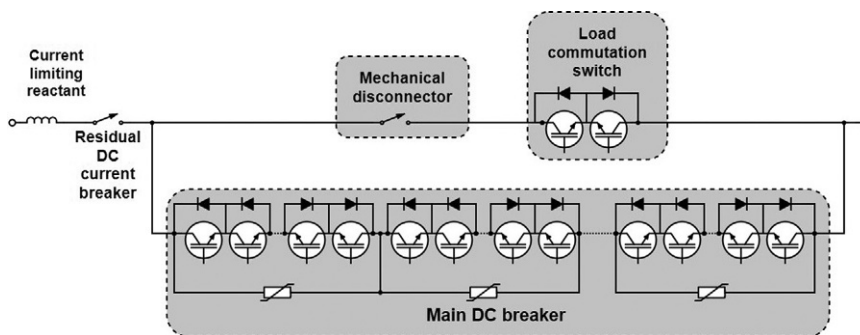 Current
limiting
reactant
Residual
DC
current
breaker
Mechanical
disconnector
Load
commutation
switch
Main DC breaker